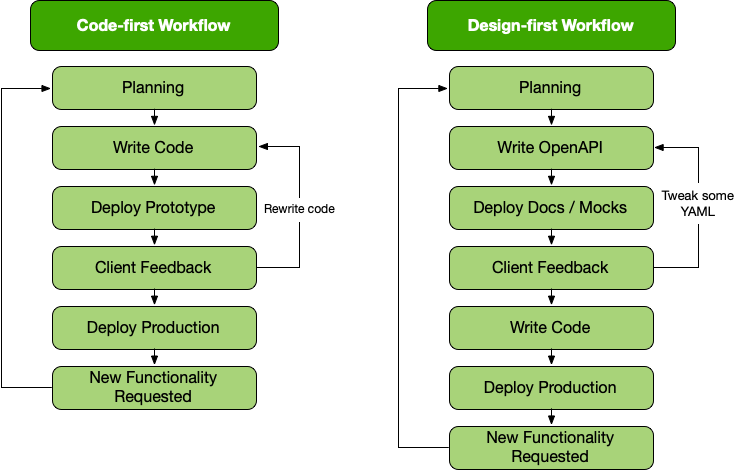 Code-first Workflow
Planning
Write Code
Deploy Prototype
Rewrite code
Client Feedback
Deploy Production
New Functionality
Requested
Design-first Workflow
Planning
Write OpenAPI
Tweak some
YAML
Deploy Docs / Mocks
Client Feedback
Write Code
Deploy Production
New Functionality
Requested